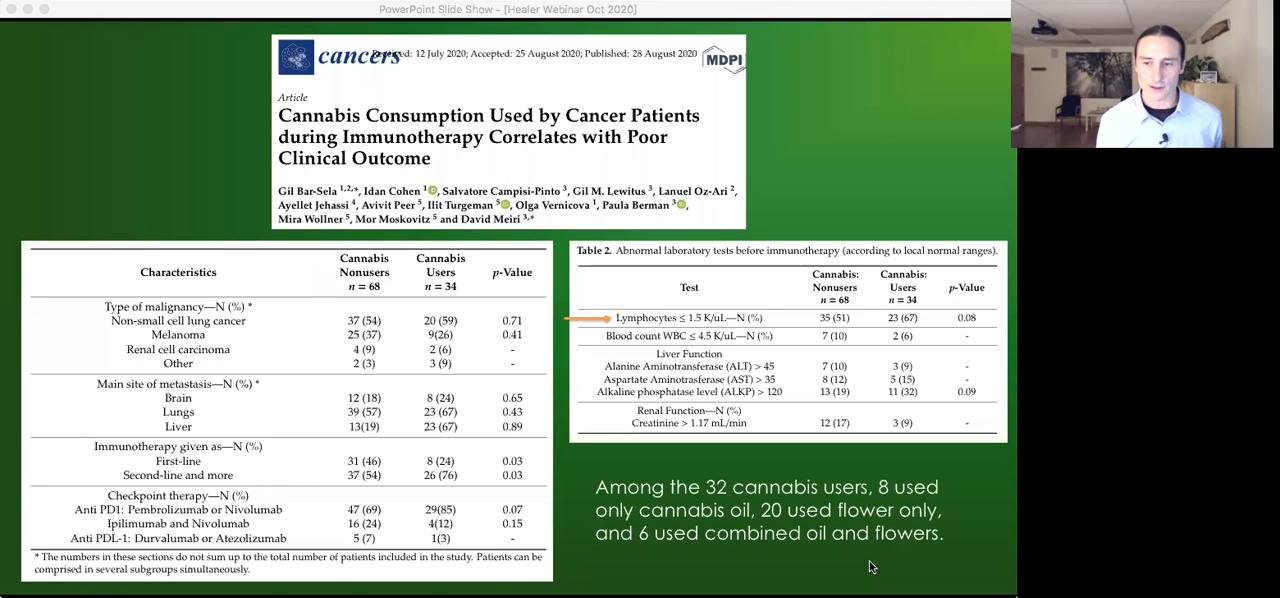 PowerPoint Slide Show - [Healer Webinar Oct 2020]
cancers
Received: 12 July 2020; Accepted: 25 August 2020; Published: 28 August 2020
MDPI
Article
Cannabis Consumption Used by Cancer Patients
during Immunotherapy Correlates with Poor
Clinical Outcome
Gil Bar-Sela 1,2,*, Idan Cohen 1, Salvatore Campisi-Pinto 3, Gil M. Lewitus 3, Lanuel Oz-Ari 2,
Ayellet Jehassi 4, Avivit Peer 5, Ilit Turgeman 5, Olga Vernicova 1, Paula Berman 3,
Mira Wollner 5, Mor Moskovitz 5 and David Meiri 3,*
Characteristics Cannabis Nonusers n = 68 Cannabis Users n = 34 p-Value
Type of malignancy—N (%) *
Non-small cell lung cancer 37 (54) 20 (59) 0.71
Melanoma 25 (37) 9(26) 0.41
Renal cell carcinoma 4 (9) 2 (6) -
Other 2 (3) 3 (9) -
Main site of metastasis—N (%) *
Brain 12 (18) 8 (24) 0.65
Lungs 39 (57) 23 (67) 0.43
Liver 13(19) 23 (67) 0.89
Immunotherapy given as—N (%)
First-line 31 (46) 8 (24) 0.03
Second-line and more 37 (54) 26 (76) 0.03
Checkpoint therapy—N (%)
Anti PD1: Pembrolizumab or Nivolumab 47 (69) 29(85) 0.07
Ipilimumab and Nivolumab 16 (24) 4(12) 0.15
Anti PDL-1: Durvalumab or Atezolizumab 5 (7) 1(3) -
* The numbers in these sections do not sum up to the total number of patients included in the study. Patients can be
comprised in several subgroups simultaneously.
Table 2. Abnormal laboratory tests before immunotherapy (according to local normal ranges).
Test Cannabis: Nonusers n = 68 Cannabis: Users n = 34 p-Value
Lymphocytes ≤ 1.5 K/uL—N (%) 35 (51) 23 (67) 0.08
Blood count WBC ≤ 4.5 K/uL—N (%) 7 (10) 2 (6) -
Liver Function
Alanine Aminotransferase (ALT) > 45 7 (10) 3 (9) -
Aspartate Aminotrasferase (AST) > 35 8 (12) 5 (15) -
Alkaline phosphatase level (ALKP) > 120 13 (19) 11 (32) 0.09
Renal Function—N (%)
Creatinine > 1.17 mL/min 12 (17) 3 (9) -
Among the 32 cannabis users, 8 used
only cannabis oil, 20 used flower only,
and 6 used combined oil and flowers.